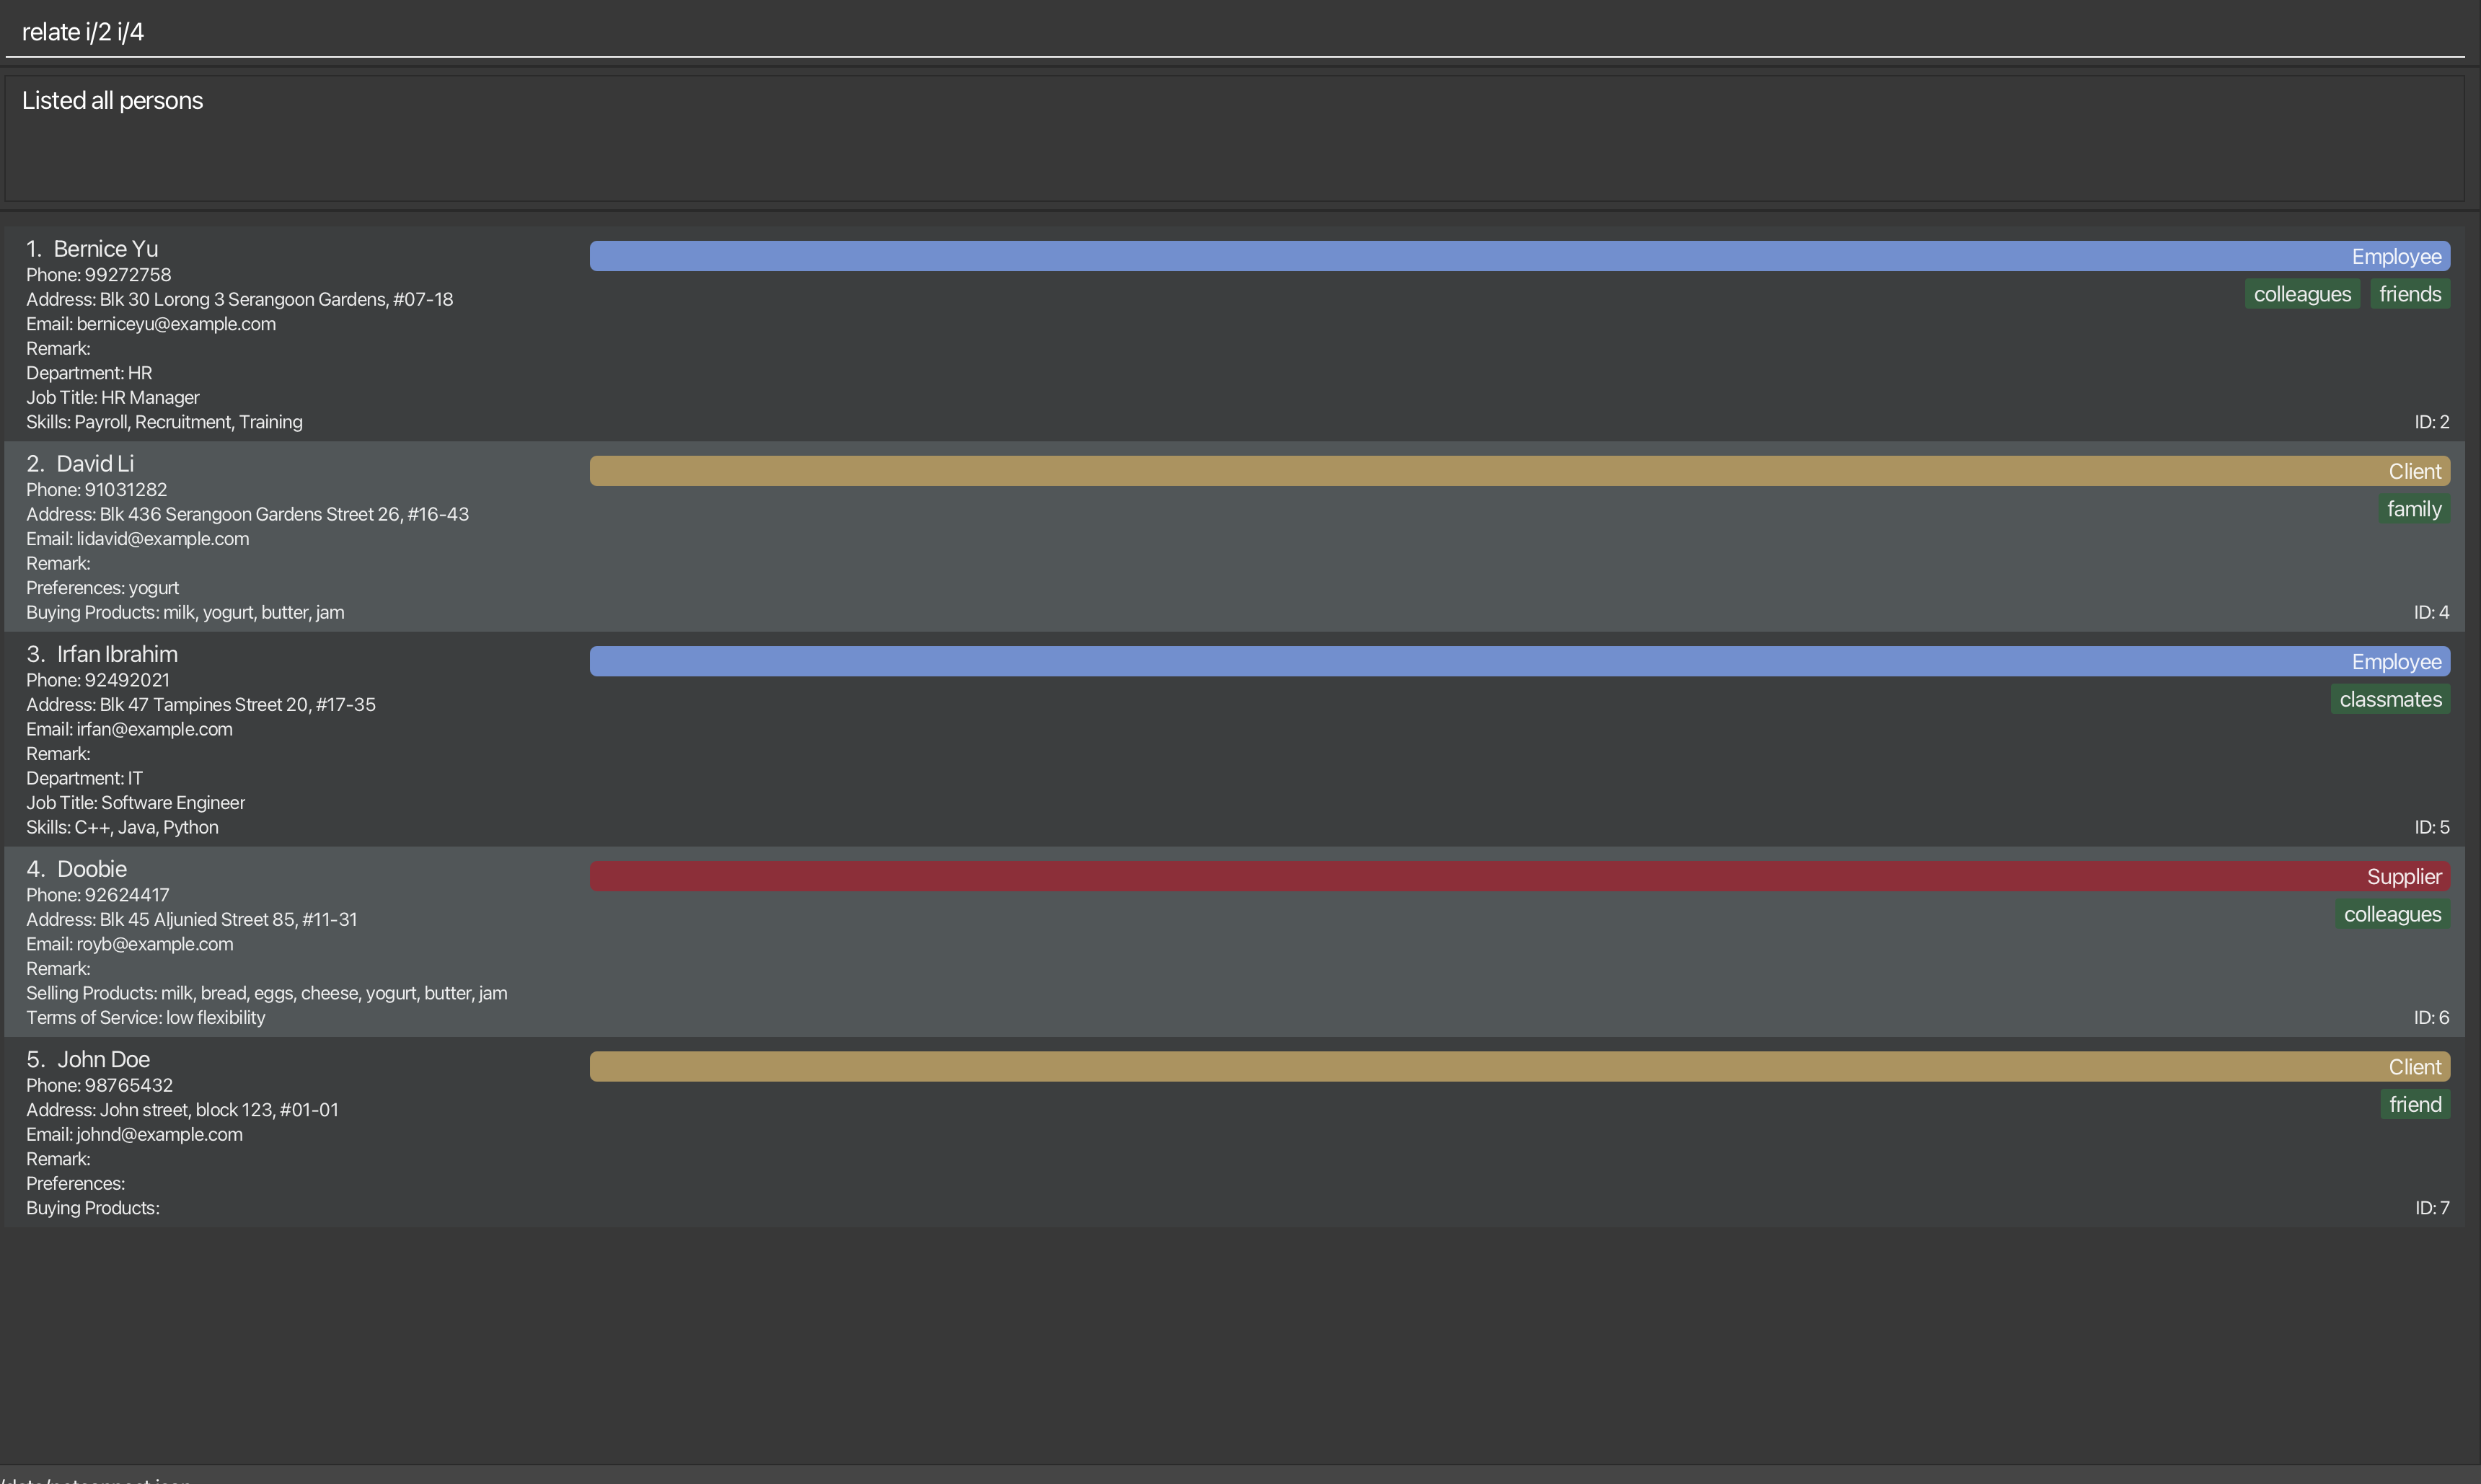 relate i/2 i/4
Listed all persons
1. Bernice Yu
Employee
Phone: 99272758
colleagues friends
Address: Blk 30 Lorong 3 Serangoon Gardens, #07-18
Email: berniceyu@example.com
Remark:
Department: HR
Job Title: HR Manager
Skills: Payroll, Recruitment, Training
ID: 2
2. David Li
Client
Phone: 91031282
family
Address: Blk 436 Serangoon Gardens Street 26, #16-43
Email: lidavid@example.com
Remark:
Preferences: yogurt
Buying Products: milk, yogurt, butter, jam
ID: 4
3. Irfan Ibrahim
Employee
Phone: 92492021
classmates
Address: Blk 47 Tampines Street 20, #17-35
Email: irfan@example.com
Remark:
Department: IT
Job Title: Software Engineer
Skills: C++, Java, Python
ID: 5
4. Doobie
Supplier
Phone: 92624417
colleagues
Address: Blk 45 Aljunied Street 85, #11-31
Email: royb@example.com
Remark:
Selling Products: milk, bread, eggs, cheese, yogurt, butter, jam
Terms of Service: low flexibility
ID: 6
5. John Doe
Client
Phone: 98765432
friend
Address: John street, block 123, #01-01
Email: johnd@example.com
Remark:
Preferences:
Buying Products:
ID: 7